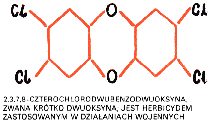 Cl O Cl
Cl O Cl
2,3,7,8-CZTEROCHLORODWUBENZODWUOKSYNA,
ZWANA KRÓTKO DWUOKSYNĄ, JEST HERBICYDEM
ZASTOSOWANYM W DZIAŁANIACH WOJENNYCH